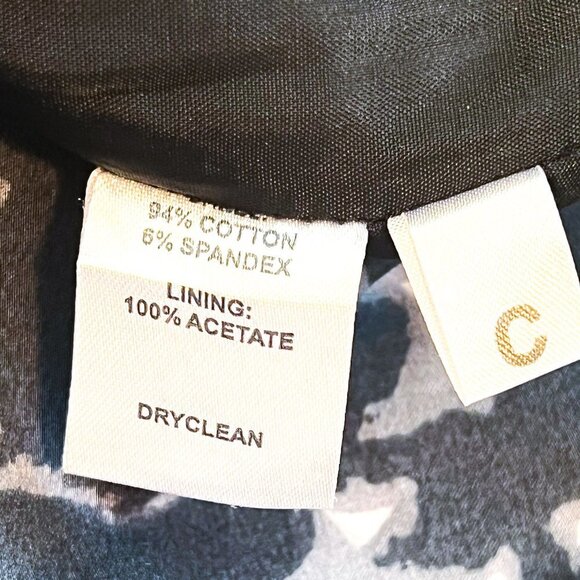 94% COTTON
6% SPANDEX
LINING:
100% ACETATE
DRYCLEAN
C